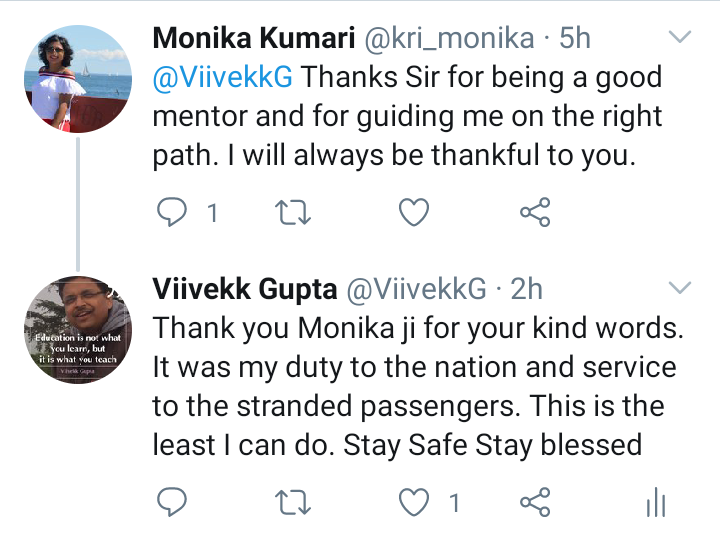 Monika Kumari @kri_monika · 5h
@ViivekkG Thanks Sir for being a good
mentor and for guiding me on the right
path. I will always be thankful to you.
1
Viivekk Gupta @ViivekkG · 2h
Education is not what
you learn, but
it is what you teach
Thank you Monika ji for your kind words.
It was my duty to the nation and service
to the stranded passengers. This is the
least I can do. Stay Safe Stay blessed
1